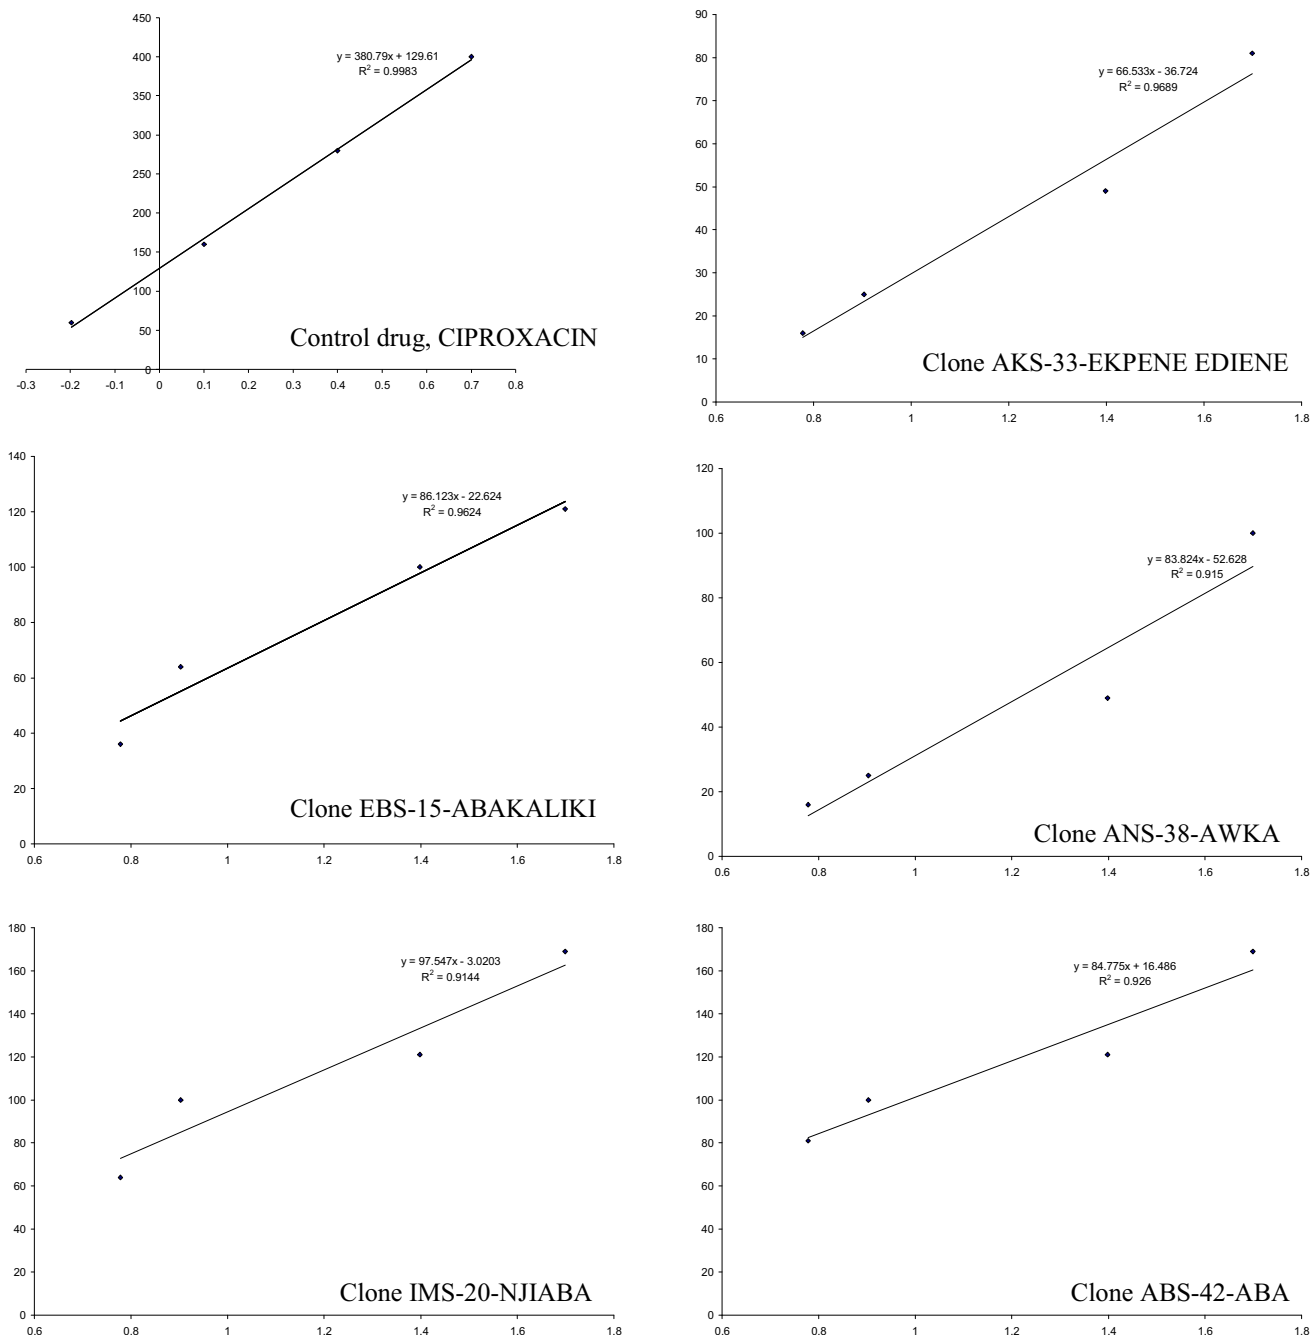 450
400
350
300
250
200
150
100
50
0
-0.3 -0.2 -0.1 0 0.1 0.2 0.3 0.4 0.5 0.6 0.7 0.8
y = 380.79x + 129.61
R² = 0.9983
Control drug, CIPROXACIN
90
80
70
60
50
40
30
20
10
0
0.6 0.8 1 1.2 1.4 1.6 1.8
y = 66.533x - 36.724
R² = 0.9689
Clone AKS-33-EKPENE EDIENE
140
120
100
80
60
40
20
0
0.6 0.8 1 1.2 1.4 1.6 1.8
y = 86.123x - 22.624
R² = 0.9624
Clone EBS-15-ABAKALIKI
120
100
80
60
40
20
0
0.6 0.8 1 1.2 1.4 1.6 1.8
y = 83.824x - 52.628
R² = 0.915
Clone ANS-38-AWKA
180
160
140
120
100
80
60
40
20
0
0.6 0.8 1 1.2 1.4 1.6 1.8
y = 97.547x - 3.0203
R² = 0.9144
Clone IMS-20-NJIABA
180
160
140
120
100
80
60
40
20
0
0.6 0.8 1 1.2 1.4 1.6 1.8
y = 84.775x + 16.486
R² = 0.926
Clone ABS-42-ABA